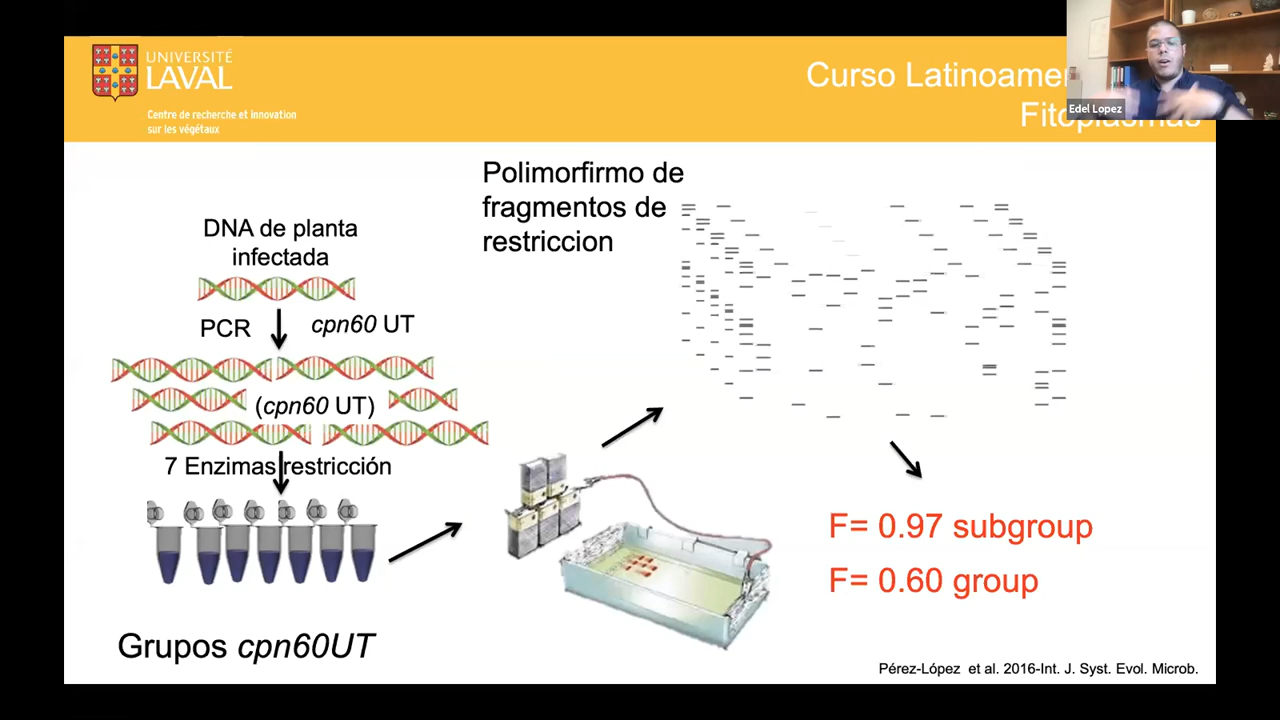 UNIVERSITÉ
LAVAL
Centre de recherche et innovation
sur les végétaux
Curso
Edel Lopez
Polimorfirmo de
fragmentos de
restriccion
DNA de planta
infectada
PCR
cpn60 UT
(cpn60 UT)
7 Enzimas restricción
F= 0.97 subgroup
F= 0.60 group
Grupos cpn60UT
Pérez-López et al. 2016-Int. J. Syst. Evol. Microb.